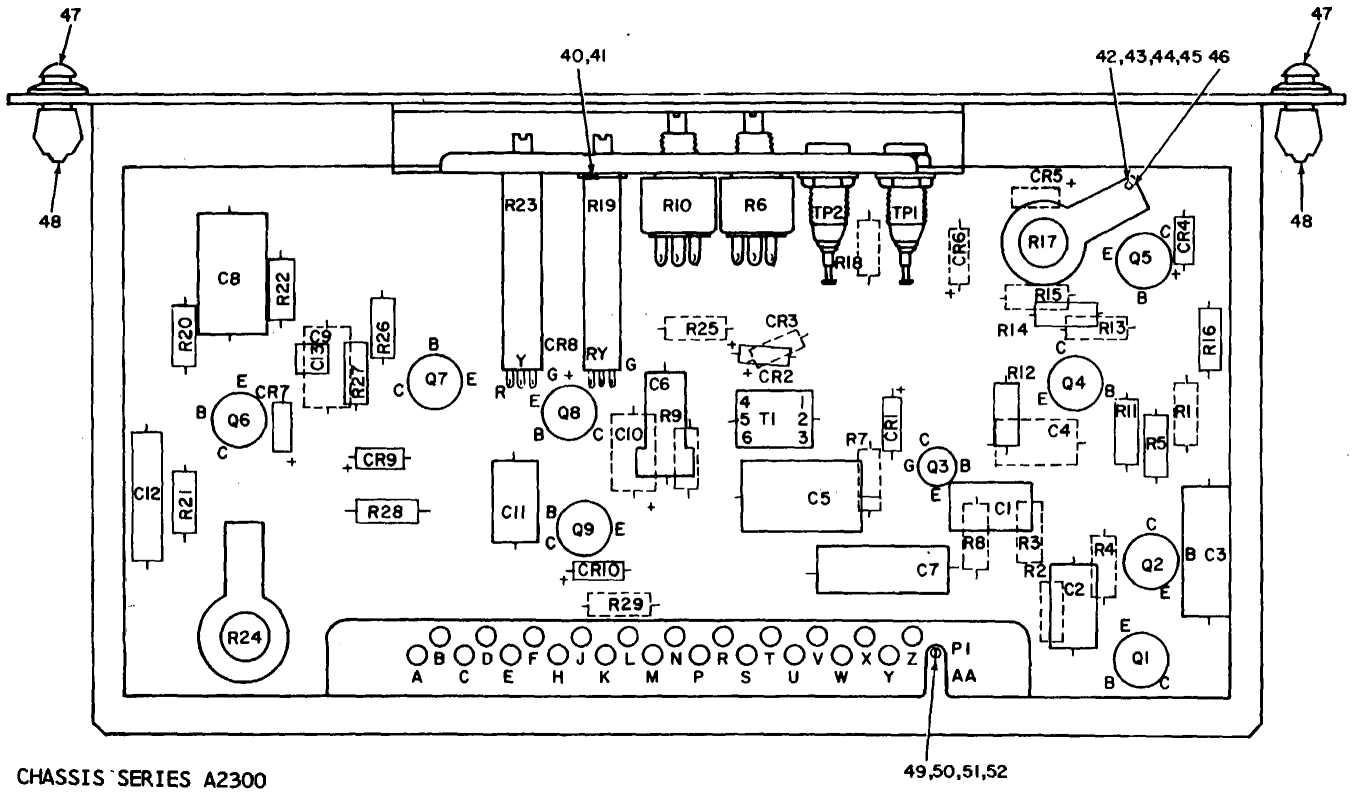 47
47
40,41
42,43,44,45 46
48
48
CR5 +
R23
R19
R10
R6
TP2
TP1
R18
CR6
+
R17
C
CR4
E
Q5
+
B
C8
R22
R20
R26
C9
C13
R27
R25
CR3
+
+
CR2
R15
R14
R13
R16
B
C
Q7
E
CR8
Y
R
G +
RY
G
C6
R9
C10
+
E
Q8
B
C
E
CR7
B
Q6
C
+
4
1
5
T1
2
6
3
+
CR1
R7
C
R12
E
Q4
B
C4
R11
R5
R1
C
G
Q3
B
E
C12
R21
+
CR9
R28
C11
B
Q9
E
C
+
CR10
R29
C5
C7
C1
R8
R3
R2
C2
R4
C
Q2
E
B
C3
R24
E
Q1
B
C
B D F J L N R T V X Z P1
A C E H K M P S U W Y AA
49,50,51,52
CHASSIS SERIES A2300